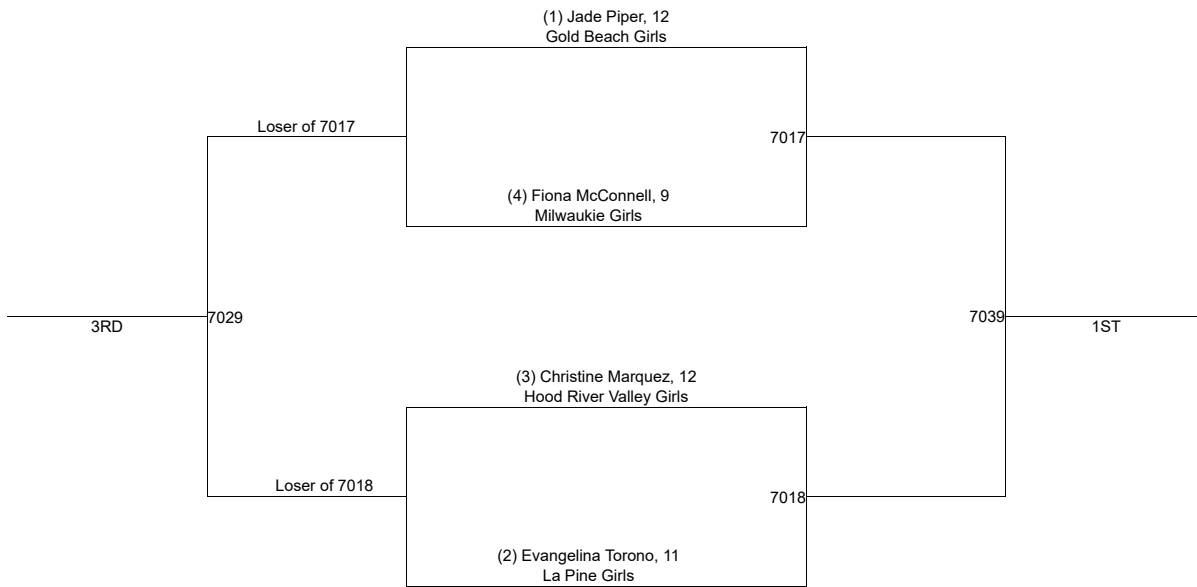 (1) Jade Piper, 12
Gold Beach Girls
Loser of 7017
7017
(4) Fiona McConnell, 9
Milwaukie Girls
3RD
7029
7039
1ST
(3) Christine Marquez, 12
Hood River Valley Girls
Loser of 7018
7018
(2) Evangelina Torono, 11
La Pine Girls